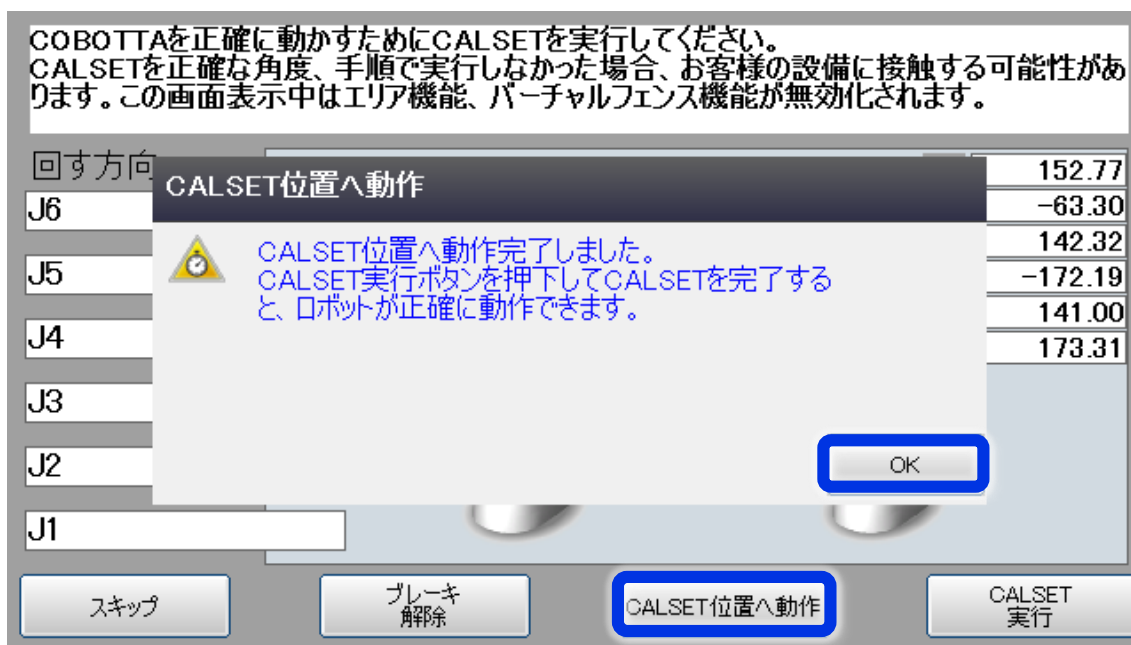 COBOTTAを正確に動かすためにCALSETを実行してください。
CALSETを正確な角度、手順で実行しなかった場合、お客様の設備に接触する可能性があ
ります。この画面表示中はエリア機能、バーチャルフェンス機能が無効化されます。
回す方向
CALSET位置へ動作
152.77
J6
-63.30
CALSET位置へ動作完了しました。
142.32
J5
CALSET実行ボタンを押下してCALSETを完了する
-172.19
と、ロボットが正確に動作できます。
141.00
J4
173.31
J3
J2
OK
J1
スキップ
ブレーキ
解除
CALSET位置へ動作
CALSET
実行